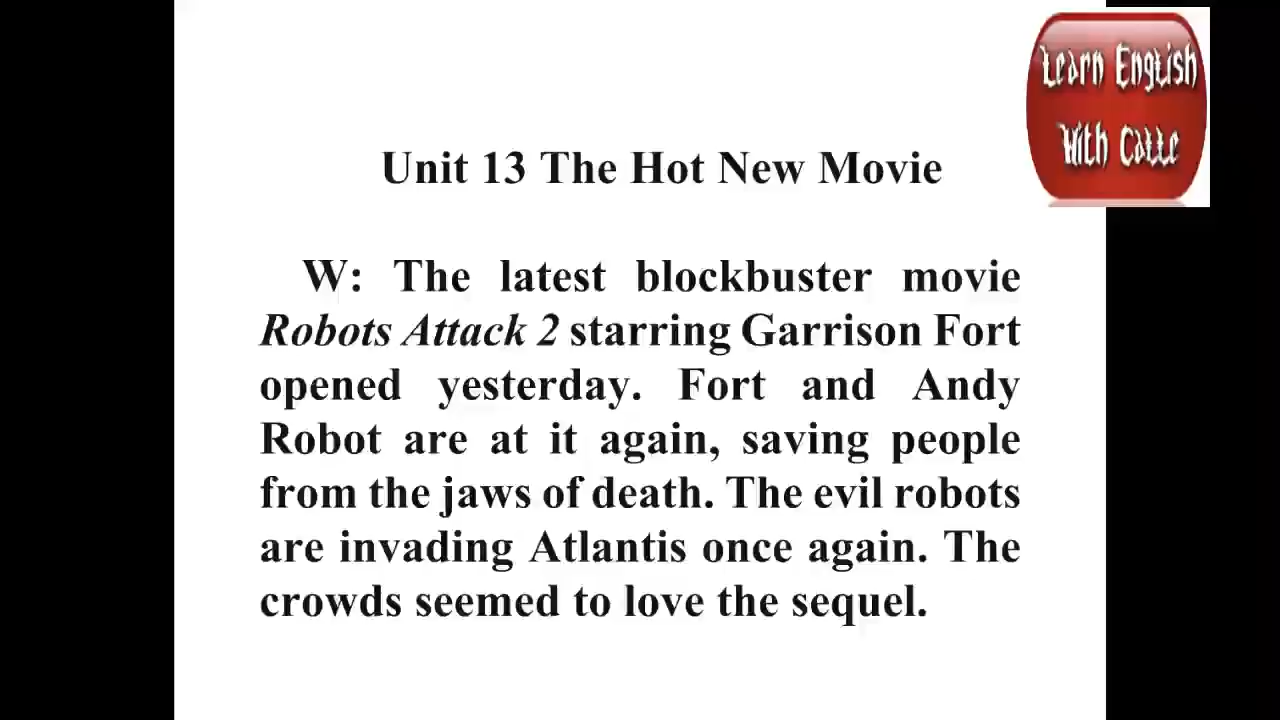 Learn English
With Catte
Unit 13 The Hot New Movie
W: The latest blockbuster movie
Robots Attack 2 starring Garrison Fort
opened yesterday. Fort and Andy
Robot are at it again, saving people
from the jaws of death. The evil robots
are invading Atlantis once again. The
crowds seemed to love the sequel.